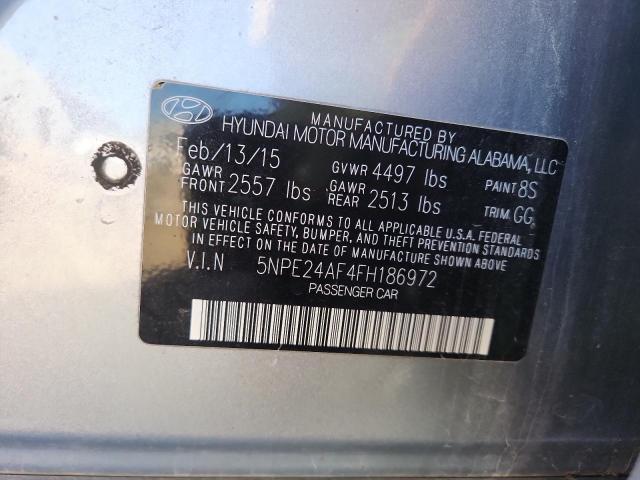 MANUFACTURED BY
HYUNDAI MOTOR MANUFACTURING ALABAMA, LLC
Feb/13/15 GVWR 4497 lbs PAINT 8S
GAWR FRONT 2557 lbs GAWR REAR 2513 lbs TRIM GG
THIS VEHICLE CONFORMS TO ALL APPLICABLE U.S.A. FEDERAL
MOTOR VEHICLE SAFETY, BUMPER, AND THEFT PREVENTION STANDARDS
IN EFFECT ON THE DATE OF MANUFACTURE SHOWN ABOVE.
V.I.N 5NPE24AF4FH186972
PASSENGER CAR